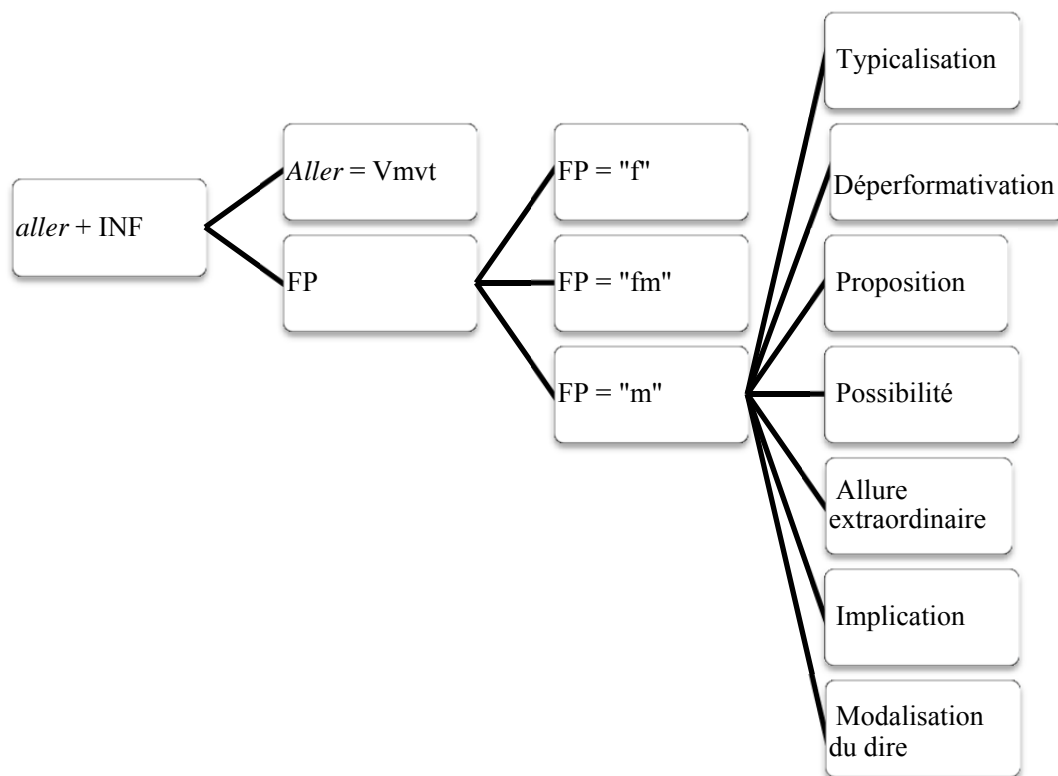 aller + INF
Aller = Vmvt
FP
FP = "f"
FP = "fm"
FP = "m"
Typicalisation
Déperformativation
Proposition
Possibilité
Allure
extraordinaire
Implication
Modalisation
du dire